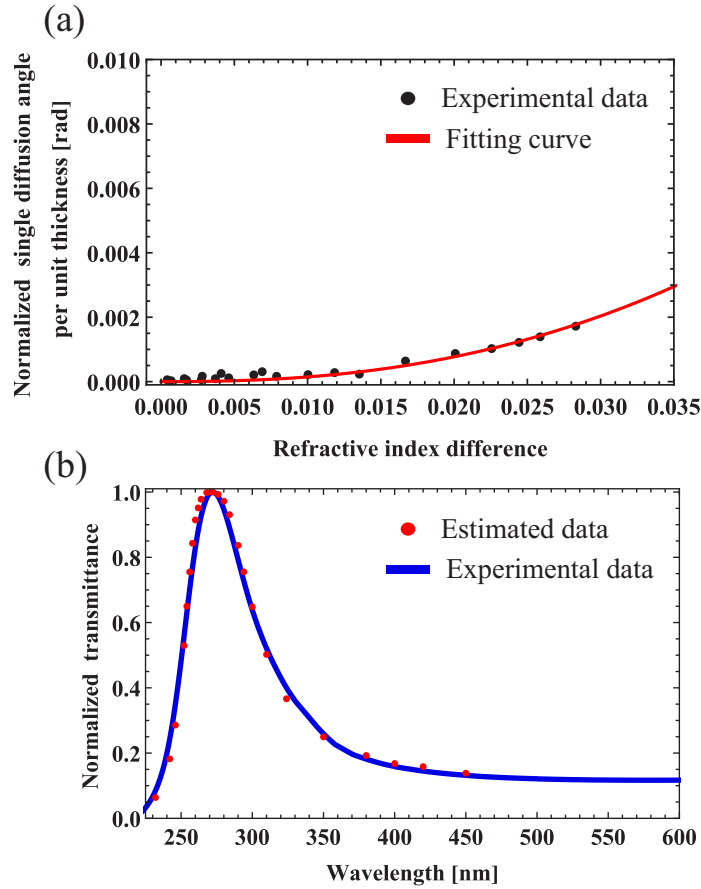 (a)
Normalized single diffusion angle
per unit thickness [rad]
0.010
0.008
0.006
0.004
0.002
0.000
Experimental data
Fitting curve
0.000 0.005 0.010 0.015 0.020 0.025 0.030 0.035
Refractive index difference
(b)
Normalized transmittance
1.0
0.8
0.6
0.4
0.2
0.0
Estimated data
Experimental data
250 300 350 400 450 500 550 600
Wavelength [nm]